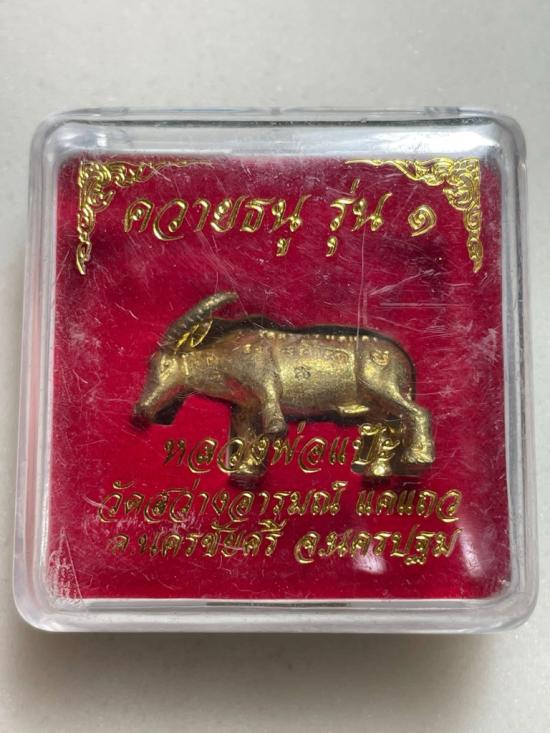 ควายธนู รุ่น ๑
หลวงพ่อแป๊ะ
วัดสว่างอารมณ์ แคแถว
อ.นครชัยศรี จ.นครปฐม